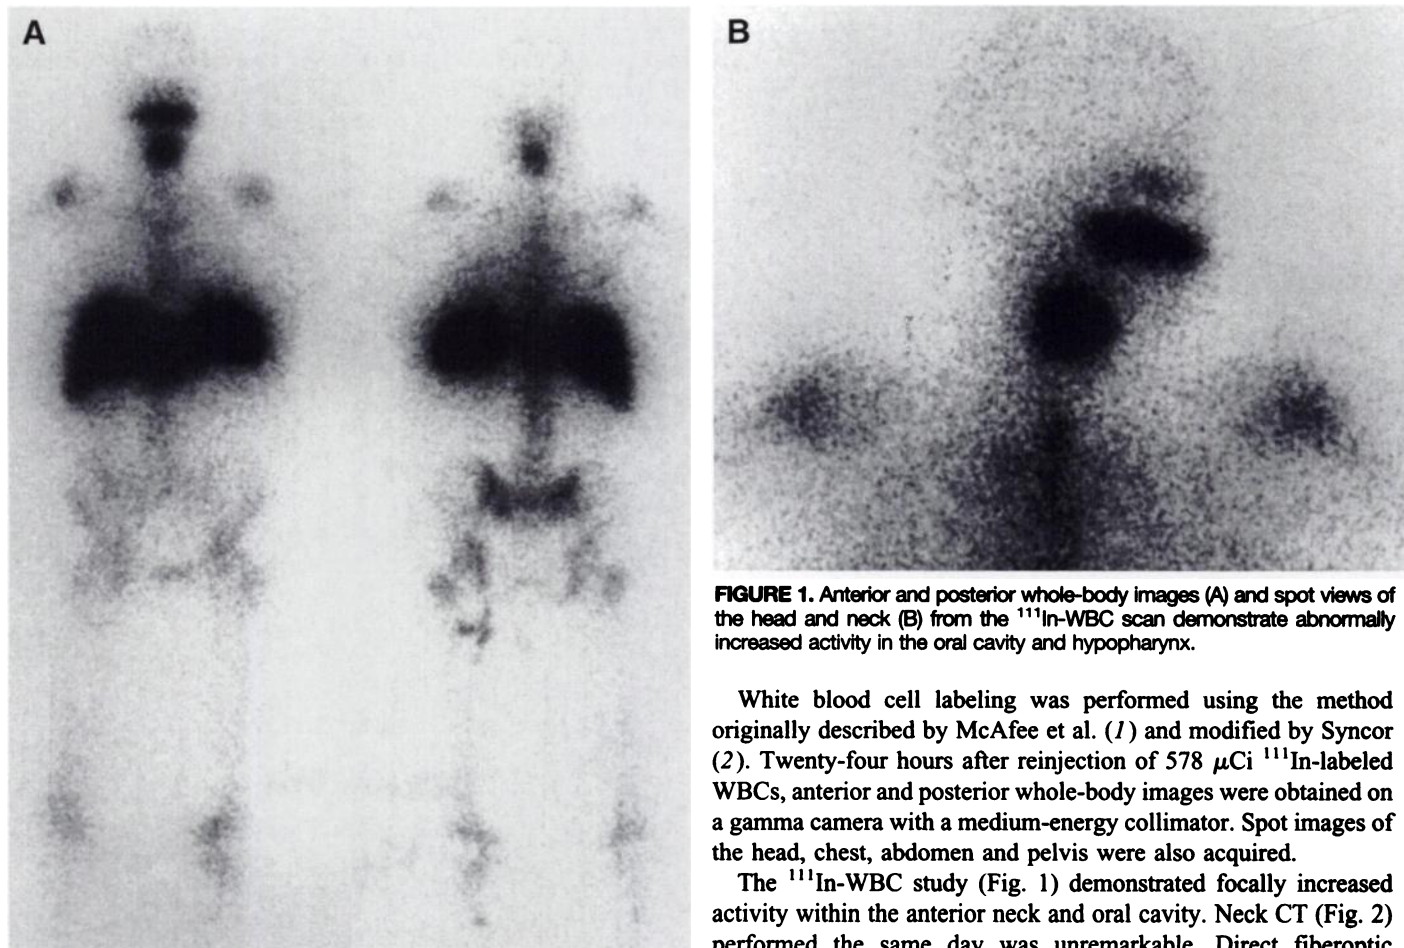 A
B
FIGURE 1. Anterior and posterior whole-body images (A) and spot views of
the head and neck (B) from the ¹¹¹In-WBC scan demonstrate abnormally
increased activity in the oral cavity and hypopharynx.
White blood cell labeling was performed using the method
originally described by McAfee et al. (1) and modified by Syncor
(2). Twenty-four hours after reinjection of 578 μCi ¹¹¹In-labeled
WBCs, anterior and posterior whole-body images were obtained on
a gamma camera with a medium-energy collimator. Spot images of
the head, chest, abdomen and pelvis were also acquired.
The ¹¹¹In-WBC study (Fig. 1) demonstrated focally increased
activity within the anterior neck and oral cavity. Neck CT (Fig. 2)
performed the same day was unremarkable. Direct fiberoptic